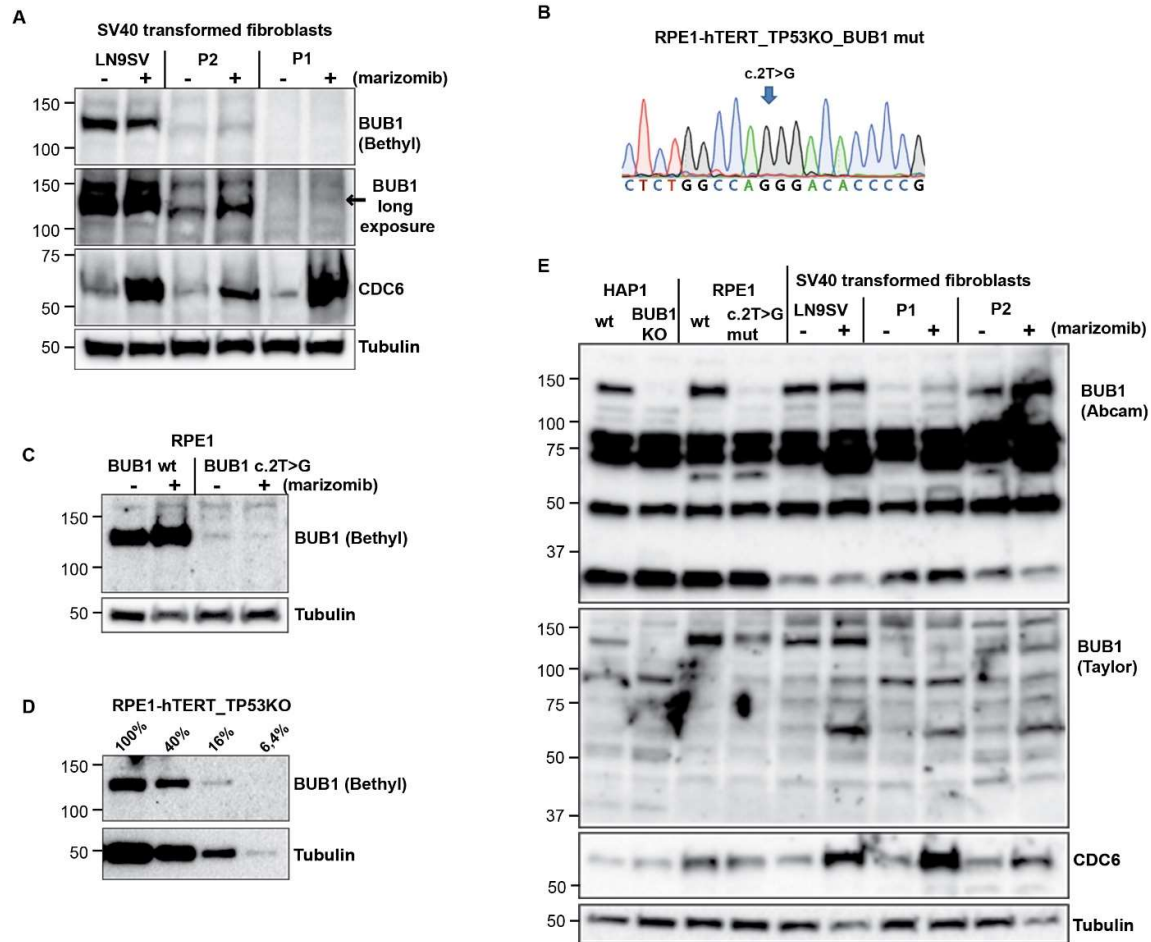 A
SV40 transformed fibroblasts
LN9SV P2 P1
- + - + - + (marizomib)
150
100
BUB1
(Bethyl)
150
100
BUB1
long
exposure
75
50
CDC6
50
Tubulin
B
RPE1-hTERT_TP53KO_BUB1 mut
c.2T>G
CTCTGGCCAGGGACACCCCG
C
RPE1
BUB1 wt BUB1 c.2T>G
- + - + (marizomib)
150
100
BUB1 (Bethyl)
50
Tubulin
D
RPE1-hTERT_TP53KO
100% 40% 16% 6,4%
150
100
BUB1 (Bethyl)
50
Tubulin
E
SV40 transformed fibroblasts
HAP1 RPE1
LN9SV P1 P2
wt BUB1 KO wt c.2T>G mut
- + - + - + (marizomib)
150
100
75
50
37
BUB1
(Abcam)
150
100
75
50
37
BUB1
(Taylor)
50
CDC6
50
Tubulin